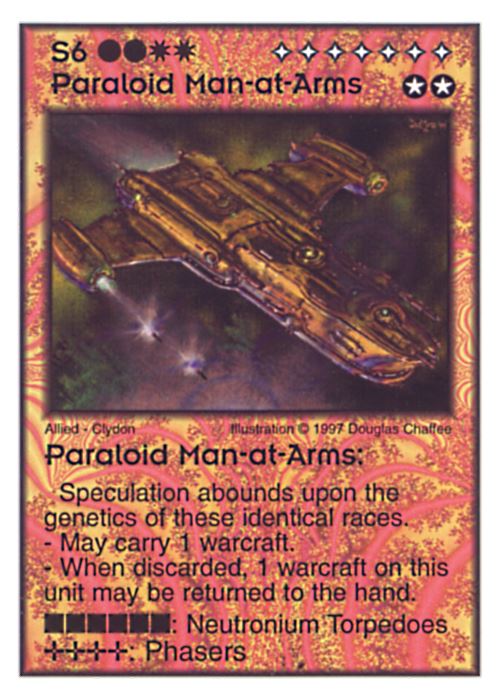 S6
Paraloid Man-at-Arms
Allied - Clydon
Illustration © 1997 Douglas Chaffee
Paraloid Man-at-Arms:
Speculation abounds upon the
genetics of these identical races.
- May carry 1 warcraft.
- When discarded, 1 warcraft on this
unit may be returned to the hand.
: Neutronium Torpedoes
: Phasers